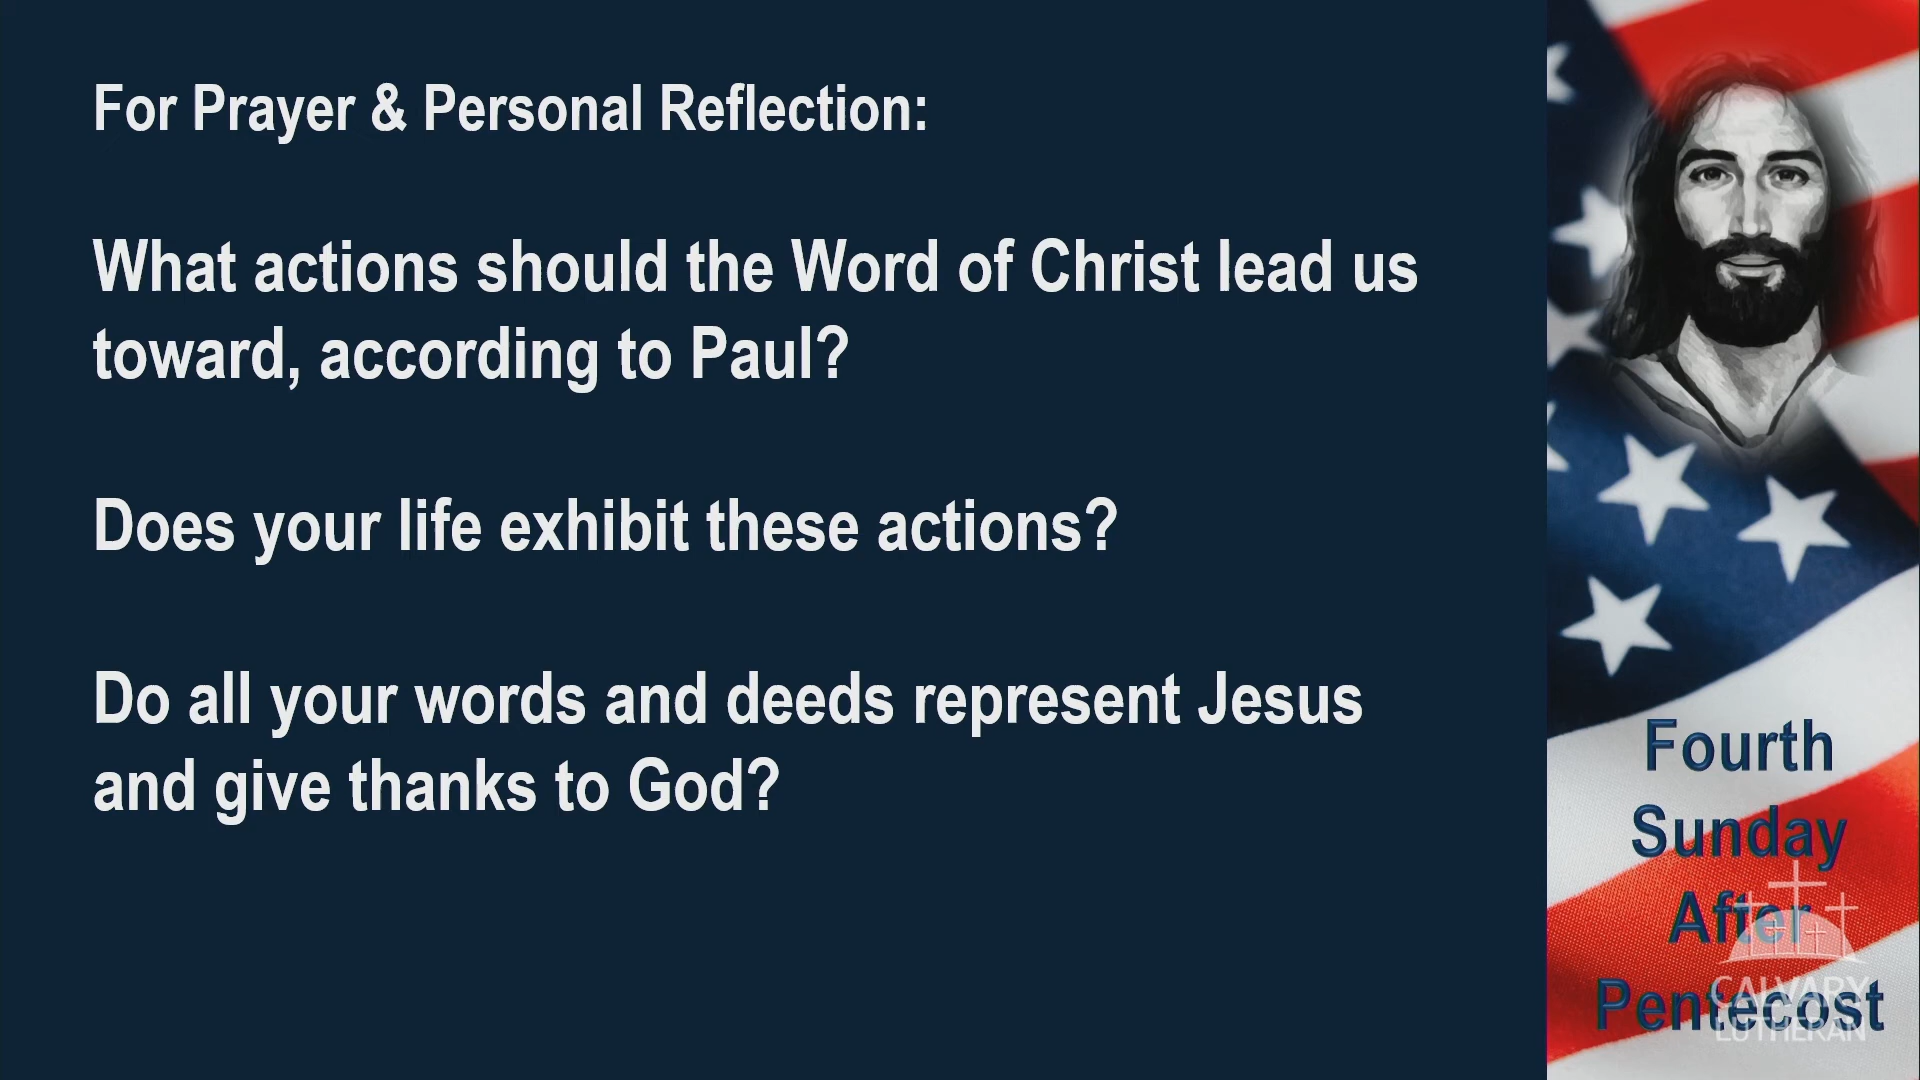 For Prayer & Personal Reflection:
What actions should the Word of Christ lead us
toward, according to Paul?
Does your life exhibit these actions?
Do all your words and deeds represent Jesus
and give thanks to God?
Fourth
Sunday
After
Pentecost
CALVARY
LUTHERAN